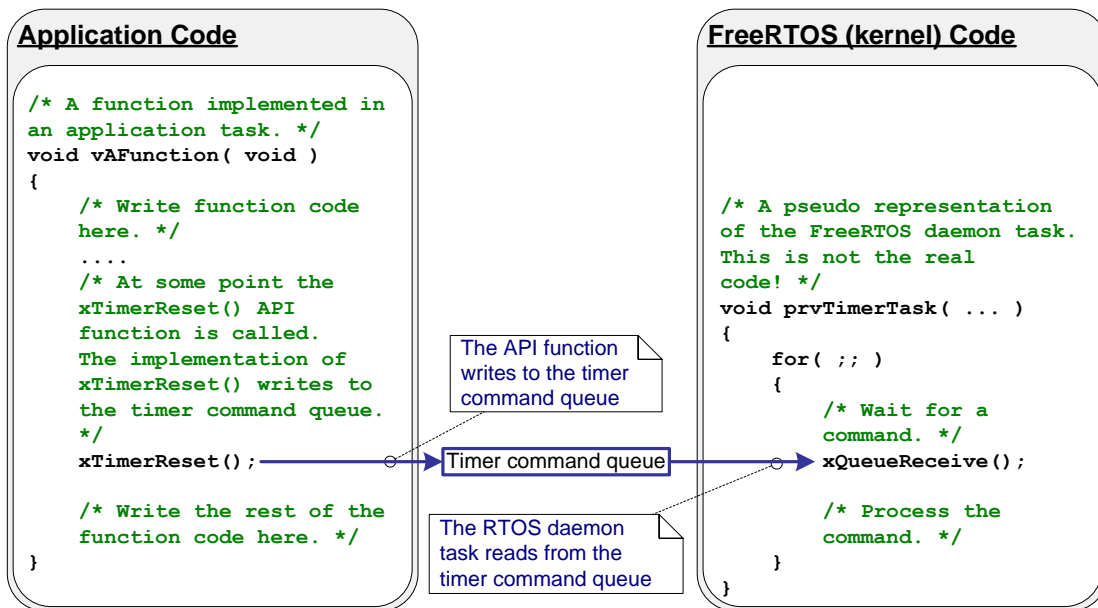 Application Code
/* A function implemented in
an application task. */
void vAFunction( void )
{
/* Write function code
here. */
....
/* At some point the
xTimerReset() API
function is called.
The implementation of
xTimerReset() writes to
the timer command queue.
*/
xTimerReset();
/* Write the rest of the
function code here. */
}
The API function
writes to the timer
command queue
Timer command queue
The RTOS daemon
task reads from the
timer command queue
FreeRTOS (kernel) Code
/* A pseudo representation
of the FreeRTOS daemon task.
This is not the real
code! */
void prvTimerTask( ... )
{
for( ;; )
{
/* Wait for a
command. */
xQueueReceive();
/* Process the
command. */
}
}